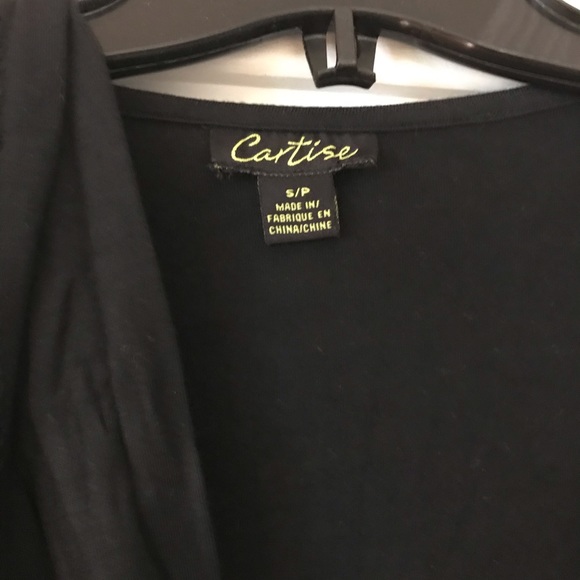 Cartise
S/P
MADE IN/
FABRIQUE EN
CHINA/CHINE